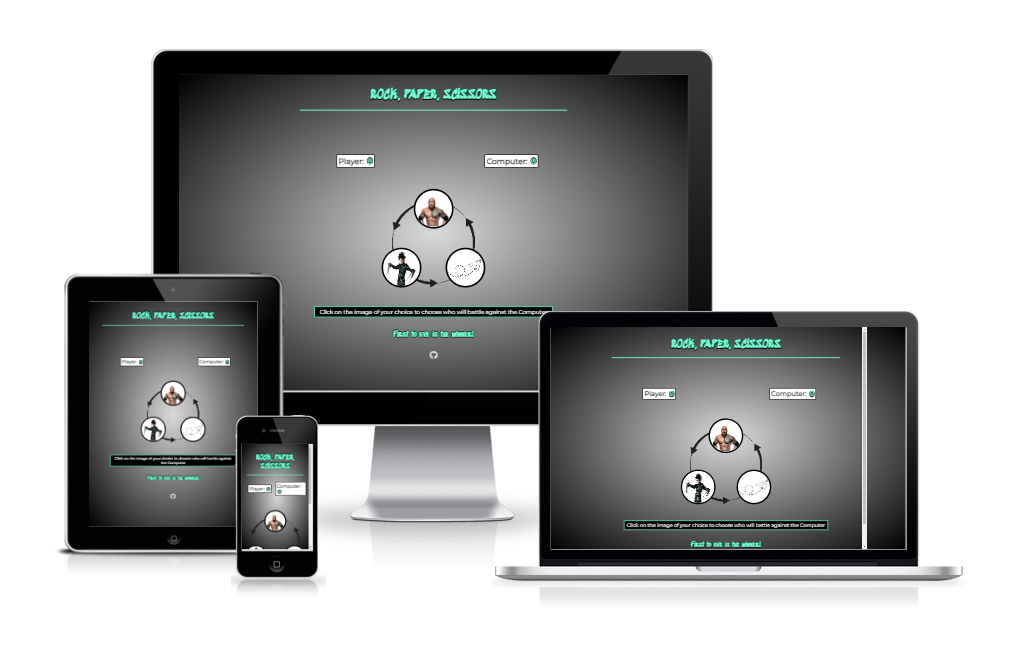 ROCK, PAPER, SCISSORS
Player: 0
Computer: 0
Click on the image of your choice to choose who will battle against the Computer
First to five is the winner!
ROCK, PAPER, SCISSORS
Player: 0
Computer: 0
Click on the image of your choice to choose who will battle against
the Computer
First to five is the winner!
ROCK, PAPER,
SCISSORS
Player: 0
Computer:
0
ROCK, PAPER, SCISSORS
Player: 0
Computer: 0
Click on the image of your choice to choose who will battle against the Computer
First to five is the winner!